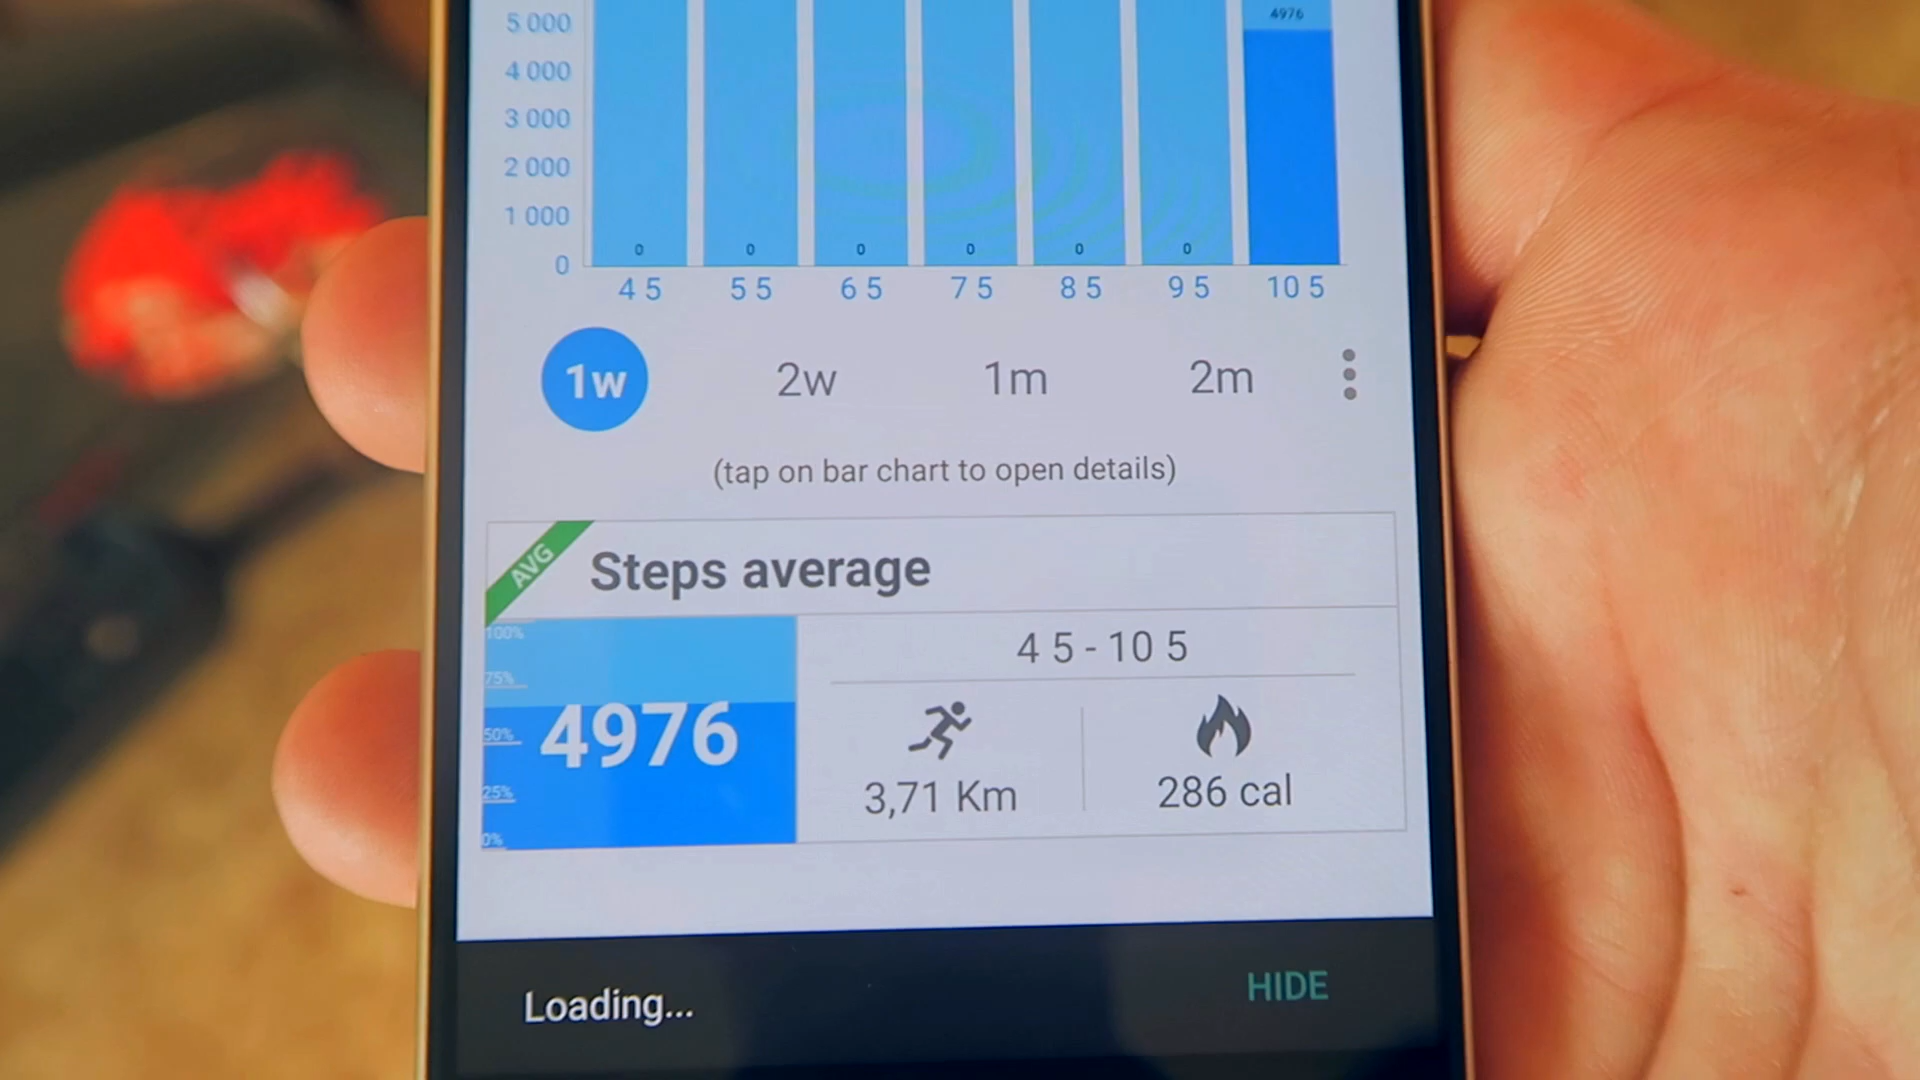 5 000
4976
4 000
3 000
2 000
1 000
0
0 0 0 0 0 0
4 5 5 5 6 5 7 5 8 5 9 5 10 5
1w 2w 1m 2m
(tap on bar chart to open details)
AVG
Steps average
100%
75%
50%
25%
0%
4976
4 5 - 10 5
3,71 Km
286 cal
Loading...
HIDE